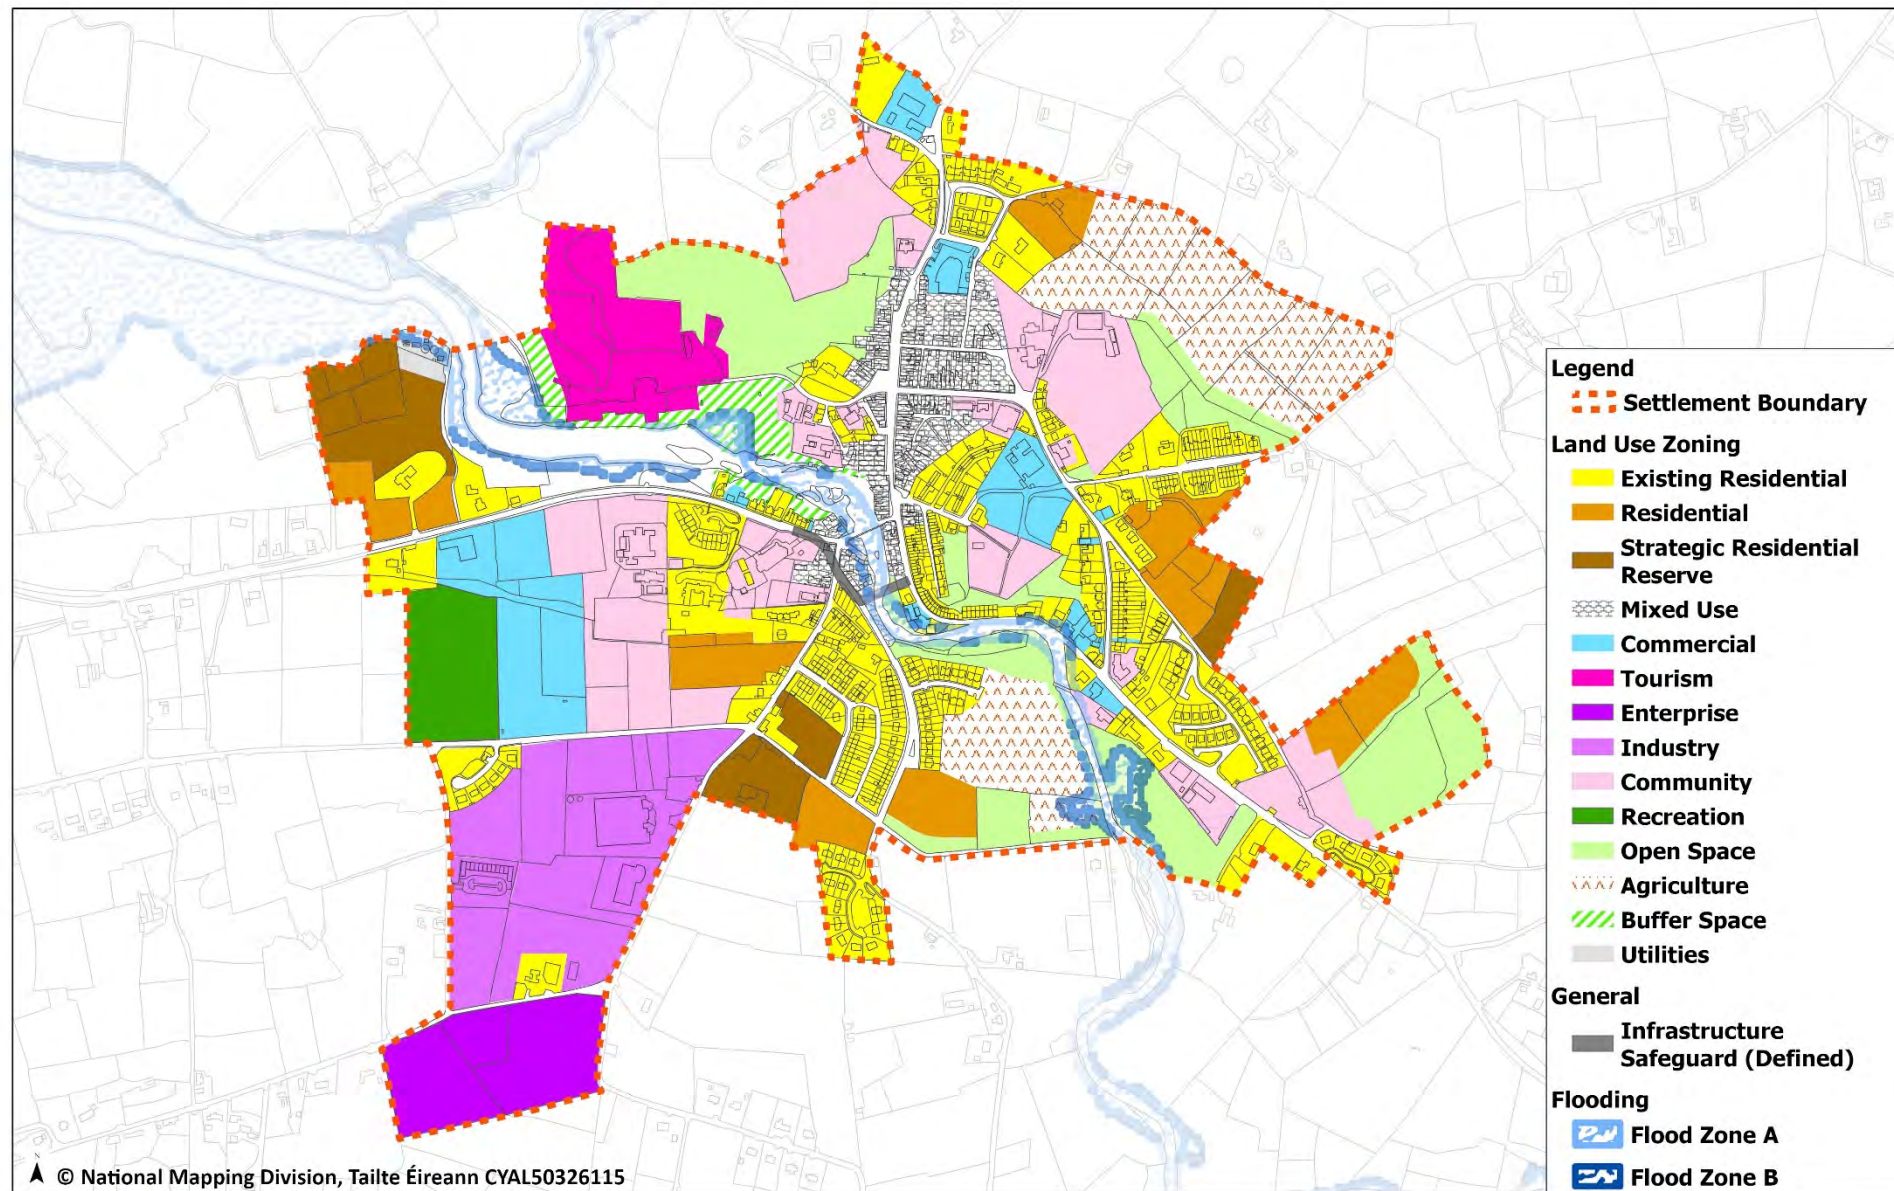 Legend
Settlement Boundary
Land Use Zoning
Existing Residential
Residential
Strategic Residential
Reserve
Mixed Use
Commercial
Tourism
Enterprise
Industry
Community
Recreation
Open Space
Agriculture
Buffer Space
Utilities
General
Infrastructure
Safeguard (Defined)
Flooding
Flood Zone A
Flood Zone B
N
© National Mapping Division, Tailte Éireann CYAL50326115